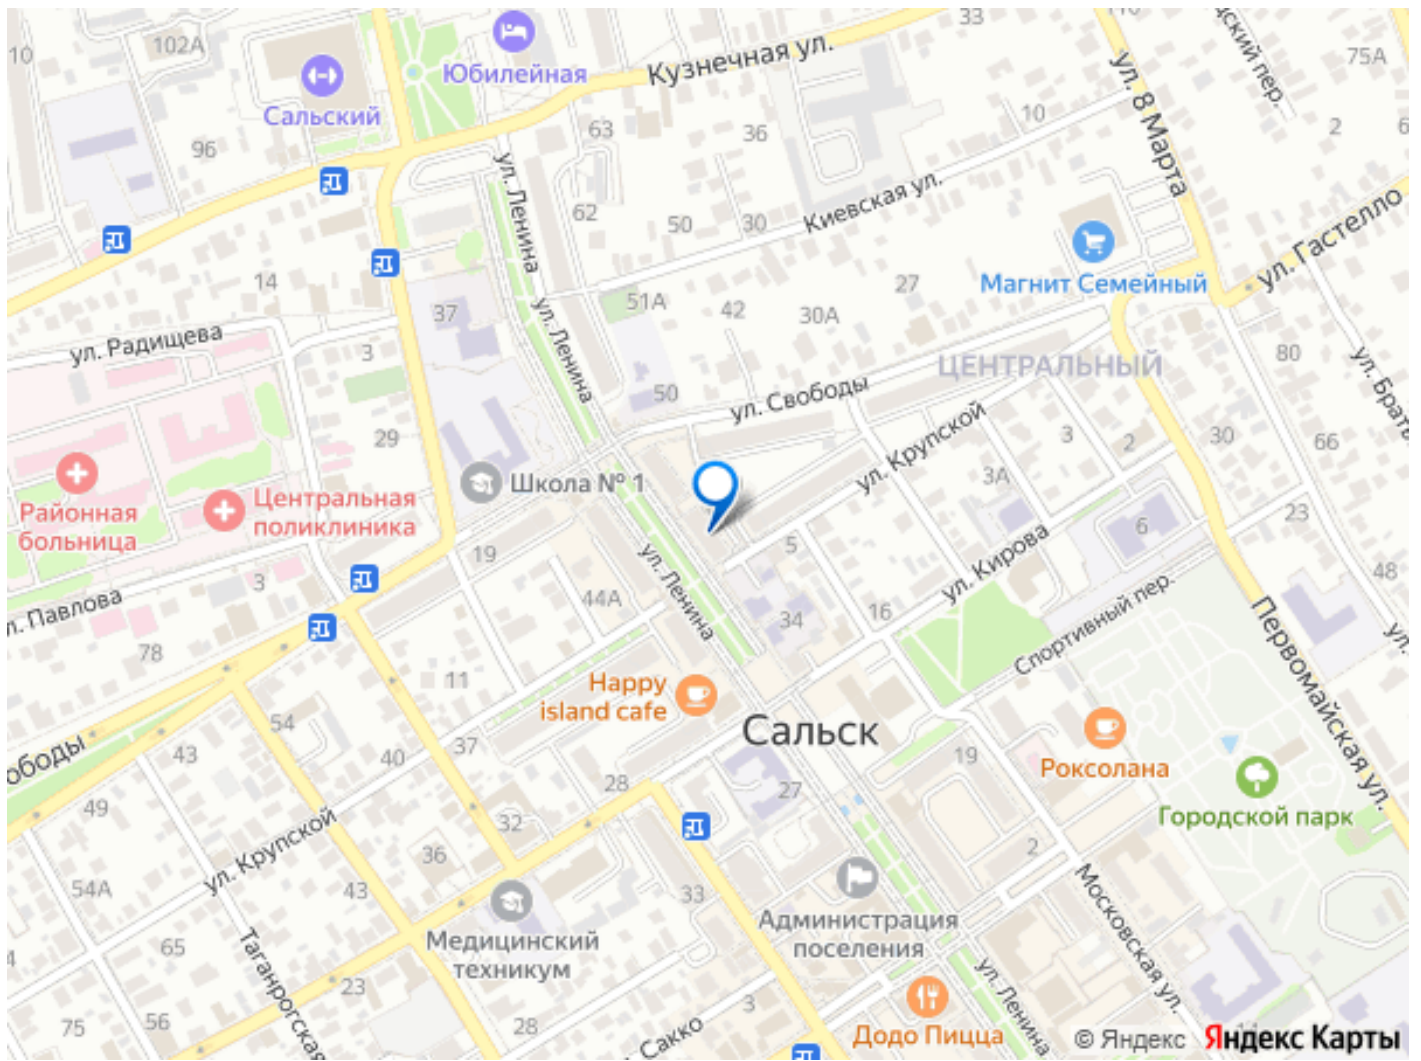 33
10
102А
75А
Юбилейная
Кузнечная ул.
ул. 8 Марта
Сальский
10
2
63
36
96
ул. Ленина
Киевская ул.
62
50
30
ул. Гастелло
14
Магнит Семейный
27
51А
42
30А
37
ул. Ленина
ул. Радищева
3
80
ЦЕНТРАЛЬНЫЙ
50
ул. Свободы
ул. Крупской
29
3
2
30
66
3А
Школа № 1
Районная
больница
Центральная
поликлиника
23
6
19
5
ул. Кирова
48
3
44А
ул. Ленина
Спортивный пер.
16
34
78
11
Happy
island cafe
Первомайская ул.
54
Сальск
43
40
37
19
Роксолана
28
27
49
32
Городской парк
ул. Крупской
36
2
54А
43
33
Московская ул.
Администрация
поселения
Медицинский
техникум
65
Таганрогская
23
ул. Ленина
75
56
28
3
Сакко
Додо Пицца
© Яндекс Яндекс Карты